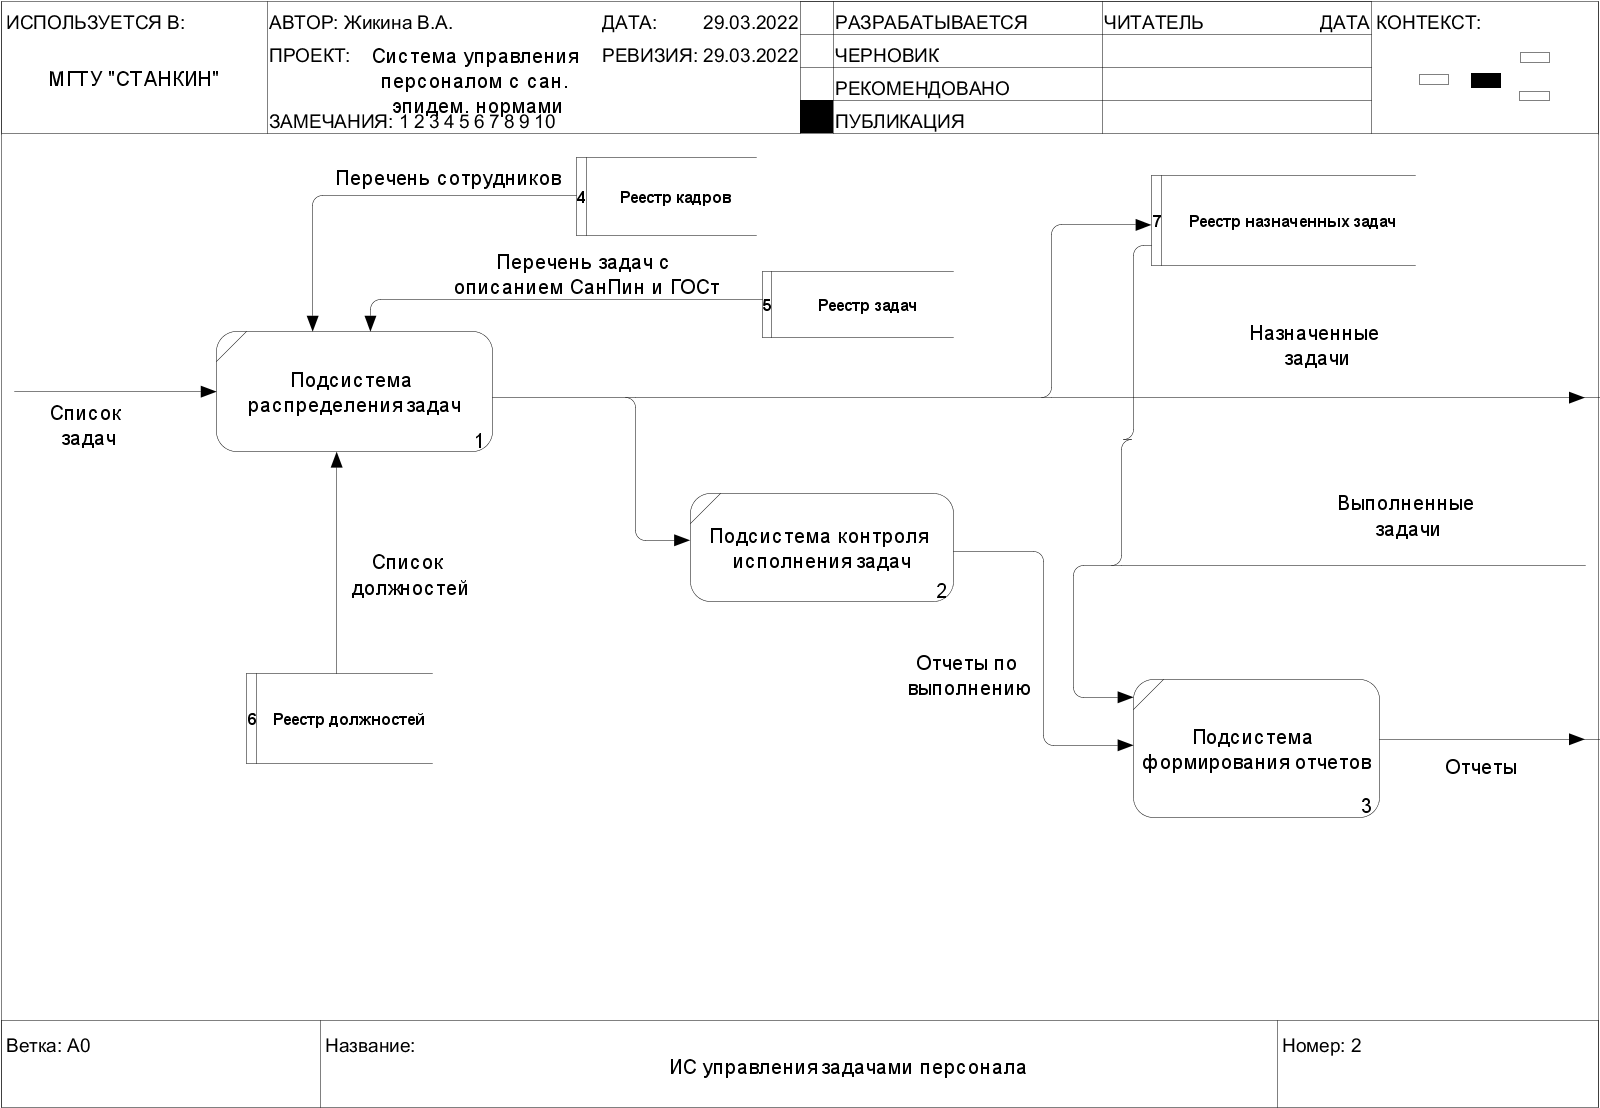 ИСПОЛЬЗУЕТСЯ В:
МГТУ "СТАНКИН"
АВТОР: Жикина В.А.
ДАТА: 29.03.2022
ПРОЕКТ: Система управления
персоналом с сан.
эпидем. нормами
РЕВИЗИЯ: 29.03.2022
ЗАМЕЧАНИЯ: 1 2 3 4 5 6 7 8 9 10
РАЗРАБАТЫВАЕТСЯ
ЧЕРНОВИК
РЕКОМЕНДОВАНО
ПУБЛИКАЦИЯ
ЧИТАТЕЛЬ
ДАТА
КОНТЕКСТ:
Перечень сотрудников
4
Реестр кадров
7
Реестр назначенных задач
Перечень задач с
описанием СанПин и ГОСт
5
Реестр задач
Назначенные
задачи
Подсистема
распределения задач
1
Список
задач
Выполненные
задачи
Подсистема контроля
исполнения задач
2
Список
должностей
Отчеты по
выполнению
6
Реестр должностей
Подсистема
формирования отчетов
3
Отчеты
Ветка: A0
Название:
ИС управления задачами персонала
Номер: 2